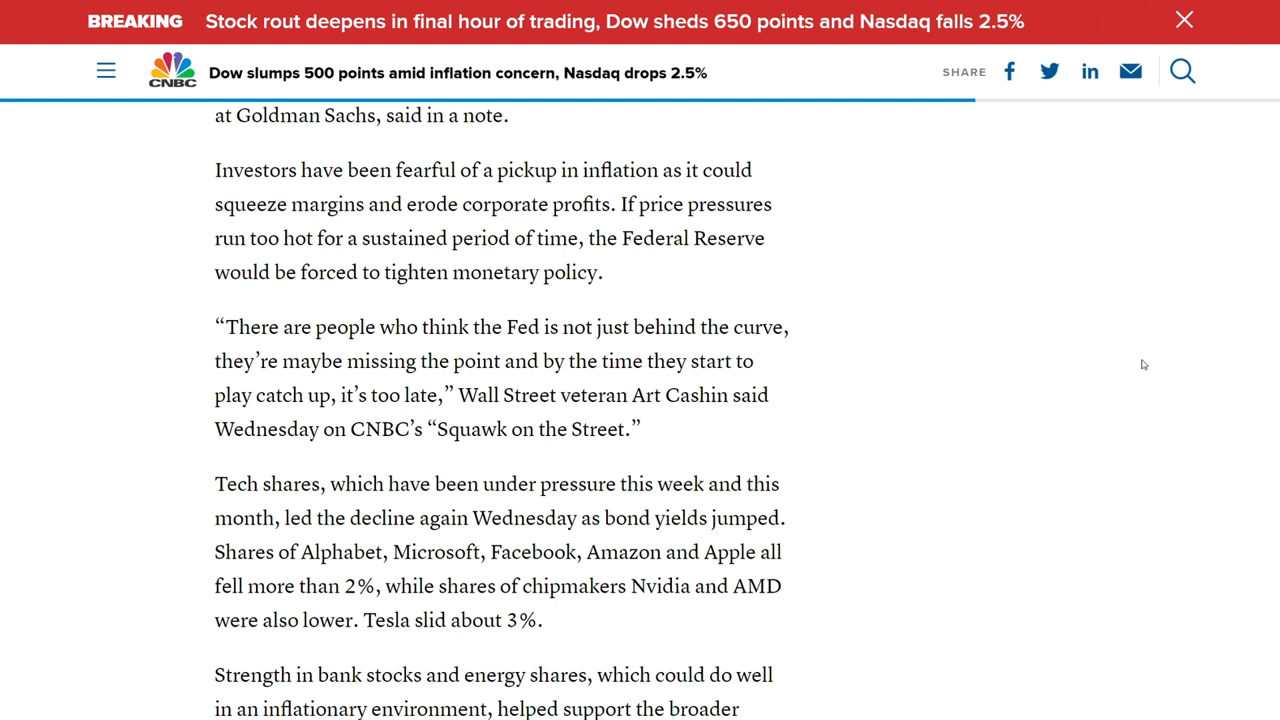 BREAKING Stock rout deepens in final hour of trading, Dow sheds 650 points and Nasdaq falls 2.5%
CNBC Dow slumps 500 points amid inflation concern, Nasdaq drops 2.5% SHARE
at Goldman Sachs, said in a note.
Investors have been fearful of a pickup in inflation as it could
squeeze margins and erode corporate profits. If price pressures
run too hot for a sustained period of time, the Federal Reserve
would be forced to tighten monetary policy.
“There are people who think the Fed is not just behind the curve,
they’re maybe missing the point and by the time they start to
play catch up, it’s too late,” Wall Street veteran Art Cashin said
Wednesday on CNBC’s “Squawk on the Street.”
Tech shares, which have been under pressure this week and this
month, led the decline again Wednesday as bond yields jumped.
Shares of Alphabet, Microsoft, Facebook, Amazon and Apple all
fell more than 2%, while shares of chipmakers Nvidia and AMD
were also lower. Tesla slid about 3%.
Strength in bank stocks and energy shares, which could do well
in an inflationary environment, helped support the broader